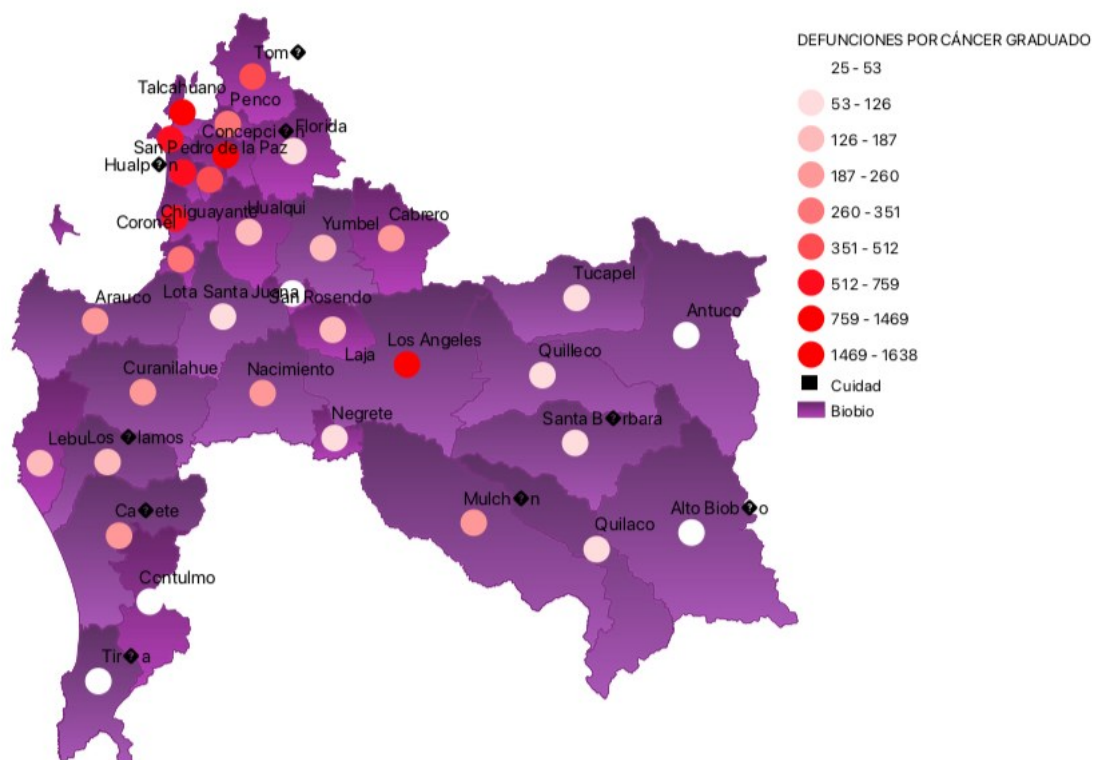 DEFUNCIONES POR CÁNCER GRADUADO
25 - 53
53 - 126
126 - 187
187 - 260
260 - 351
351 - 512
512 - 759
759 - 1469
1469 - 1638
Cuidad
Biobio
Tom�
Talcahuano
Penco
Concepci�n
Florida
San Pedro de la Paz
Hualp�n
Chiguayante
Hualqui
Coronel
Yumbel
Cabrero
Tucapel
Lota
Santa Juana
San Rosendo
Arauco
Antuco
Los Angeles
Laja
Quilleco
Curanilahue
Nacimiento
Negrete
Santa B�rbara
Lebu
Los �lamos
Mulch�n
Alto Biob�o
Ca�ete
Quilaco
Tir�a